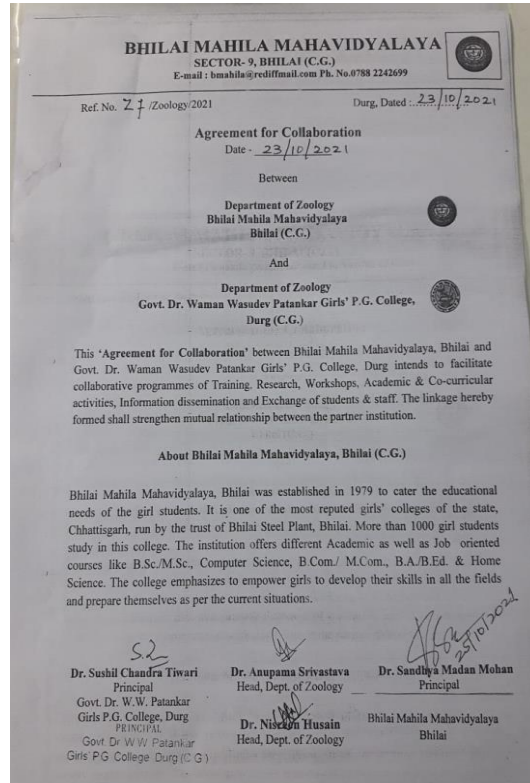 BHILAI MAHILA MAHAVIDYALAYA
SECTOR- 9, BHILAI (C.G.)
E-mail : bmahila@rediffmail.com Ph. No.0788 2242699
Ref. No. 27 /Zoology/2021 Durg, Dated : 23/10/2021
Agreement for Collaboration
Date - 23/10/2021
Between
Department of Zoology
Bhilai Mahila Mahavidyalaya
Bhilai (C.G.)
And
Department of Zoology
Govt. Dr. Waman Wasudev Patankar Girls' P.G. College,
Durg (C.G.)
This 'Agreement for Collaboration' between Bhilai Mahila Mahavidyalaya, Bhilai and
Govt. Dr. Waman Wasudev Patankar Girls' P.G. College, Durg intends to facilitate
collaborative programmes of Training. Research, Workshops, Academic & Co-curricular
activities, Information dissemination and Exchange of students & staff. The linkage hereby
formed shall strengthen mutual relationship between the partner institution.
About Bhilai Mahila Mahavidyalaya, Bhilai (C.G.)
Bhilai Mahila Mahavidyalaya, Bhilai was established in 1979 to cater the educational
needs of the girl students. It is one of the most reputed girls' colleges of the state,
Chhattisgarh, run by the trust of Bhilai Steel Plant, Bhilai. More than 1000 girl students
study in this college. The institution offers different Academic as well as Job oriented
courses like B.Sc./M.Sc., Computer Science, B.Com./ M.Com., B.A/B.Ed. & Home
Science. The college emphasizes to empower girls to develop their skills in all the fields
and prepare themselves as per the current situations.
25/10/2021
Dr. Sushil Chandra Tiwari
Principal
Govt. Dr. W.W. Patankar
Girls P.G. College, Durg
PRINCIPAL
Govt Dr W W Patankar
Girls' PG College Durg (C G )
Dr. Anupama Srivastava
Head, Dept. of Zoology
Dr. Husain
Head, Dept. of Zoology
Dr. Sandhya Madan Mohan
Principal
Bhilai Mahila Mahavidyalaya
Bhilai